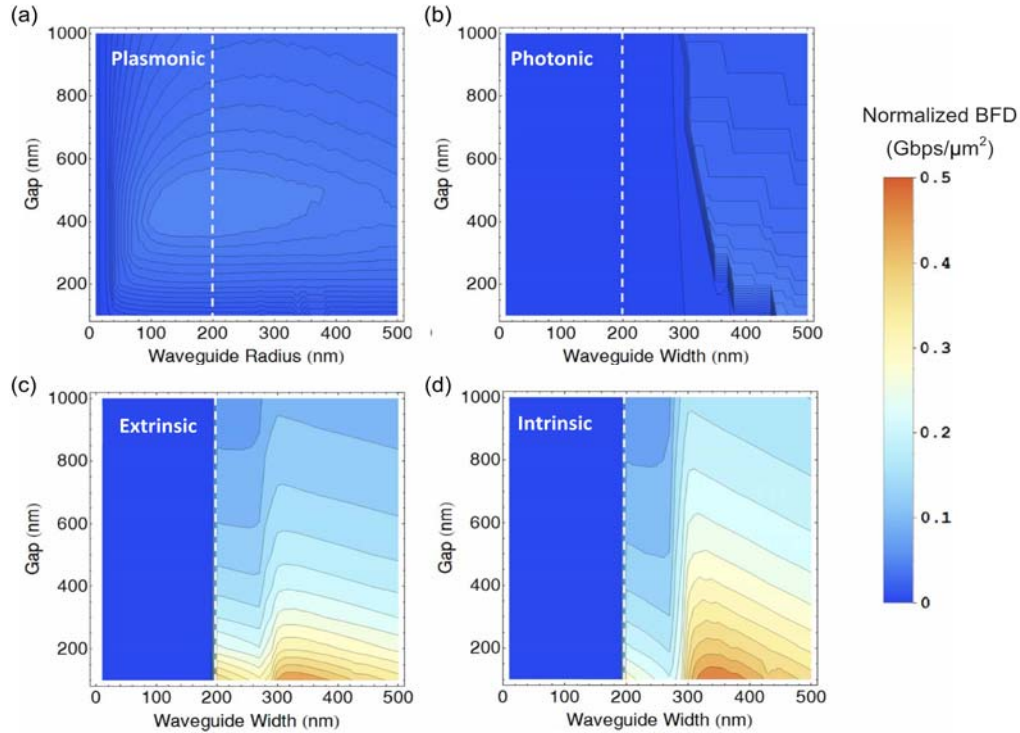 (a)
1000
800
600
400
200
Gap (nm)
Plasmonic
0 100 200 300 400 500
Waveguide Radius (nm)
(b)
1000
800
600
400
200
Gap (nm)
Photonic
0 100 200 300 400 500
Waveguide Width (nm)
(c)
1000
800
600
400
200
Gap (nm)
Extrinsic
0 100 200 300 400 500
Waveguide Width (nm)
(d)
1000
800
600
400
200
Gap (nm)
Intrinsic
0 100 200 300 400 500
Waveguide Width (nm)
Normalized BFD
(Gbps/μm²)
0.5
0.4
0.3
0.2
0.1
0